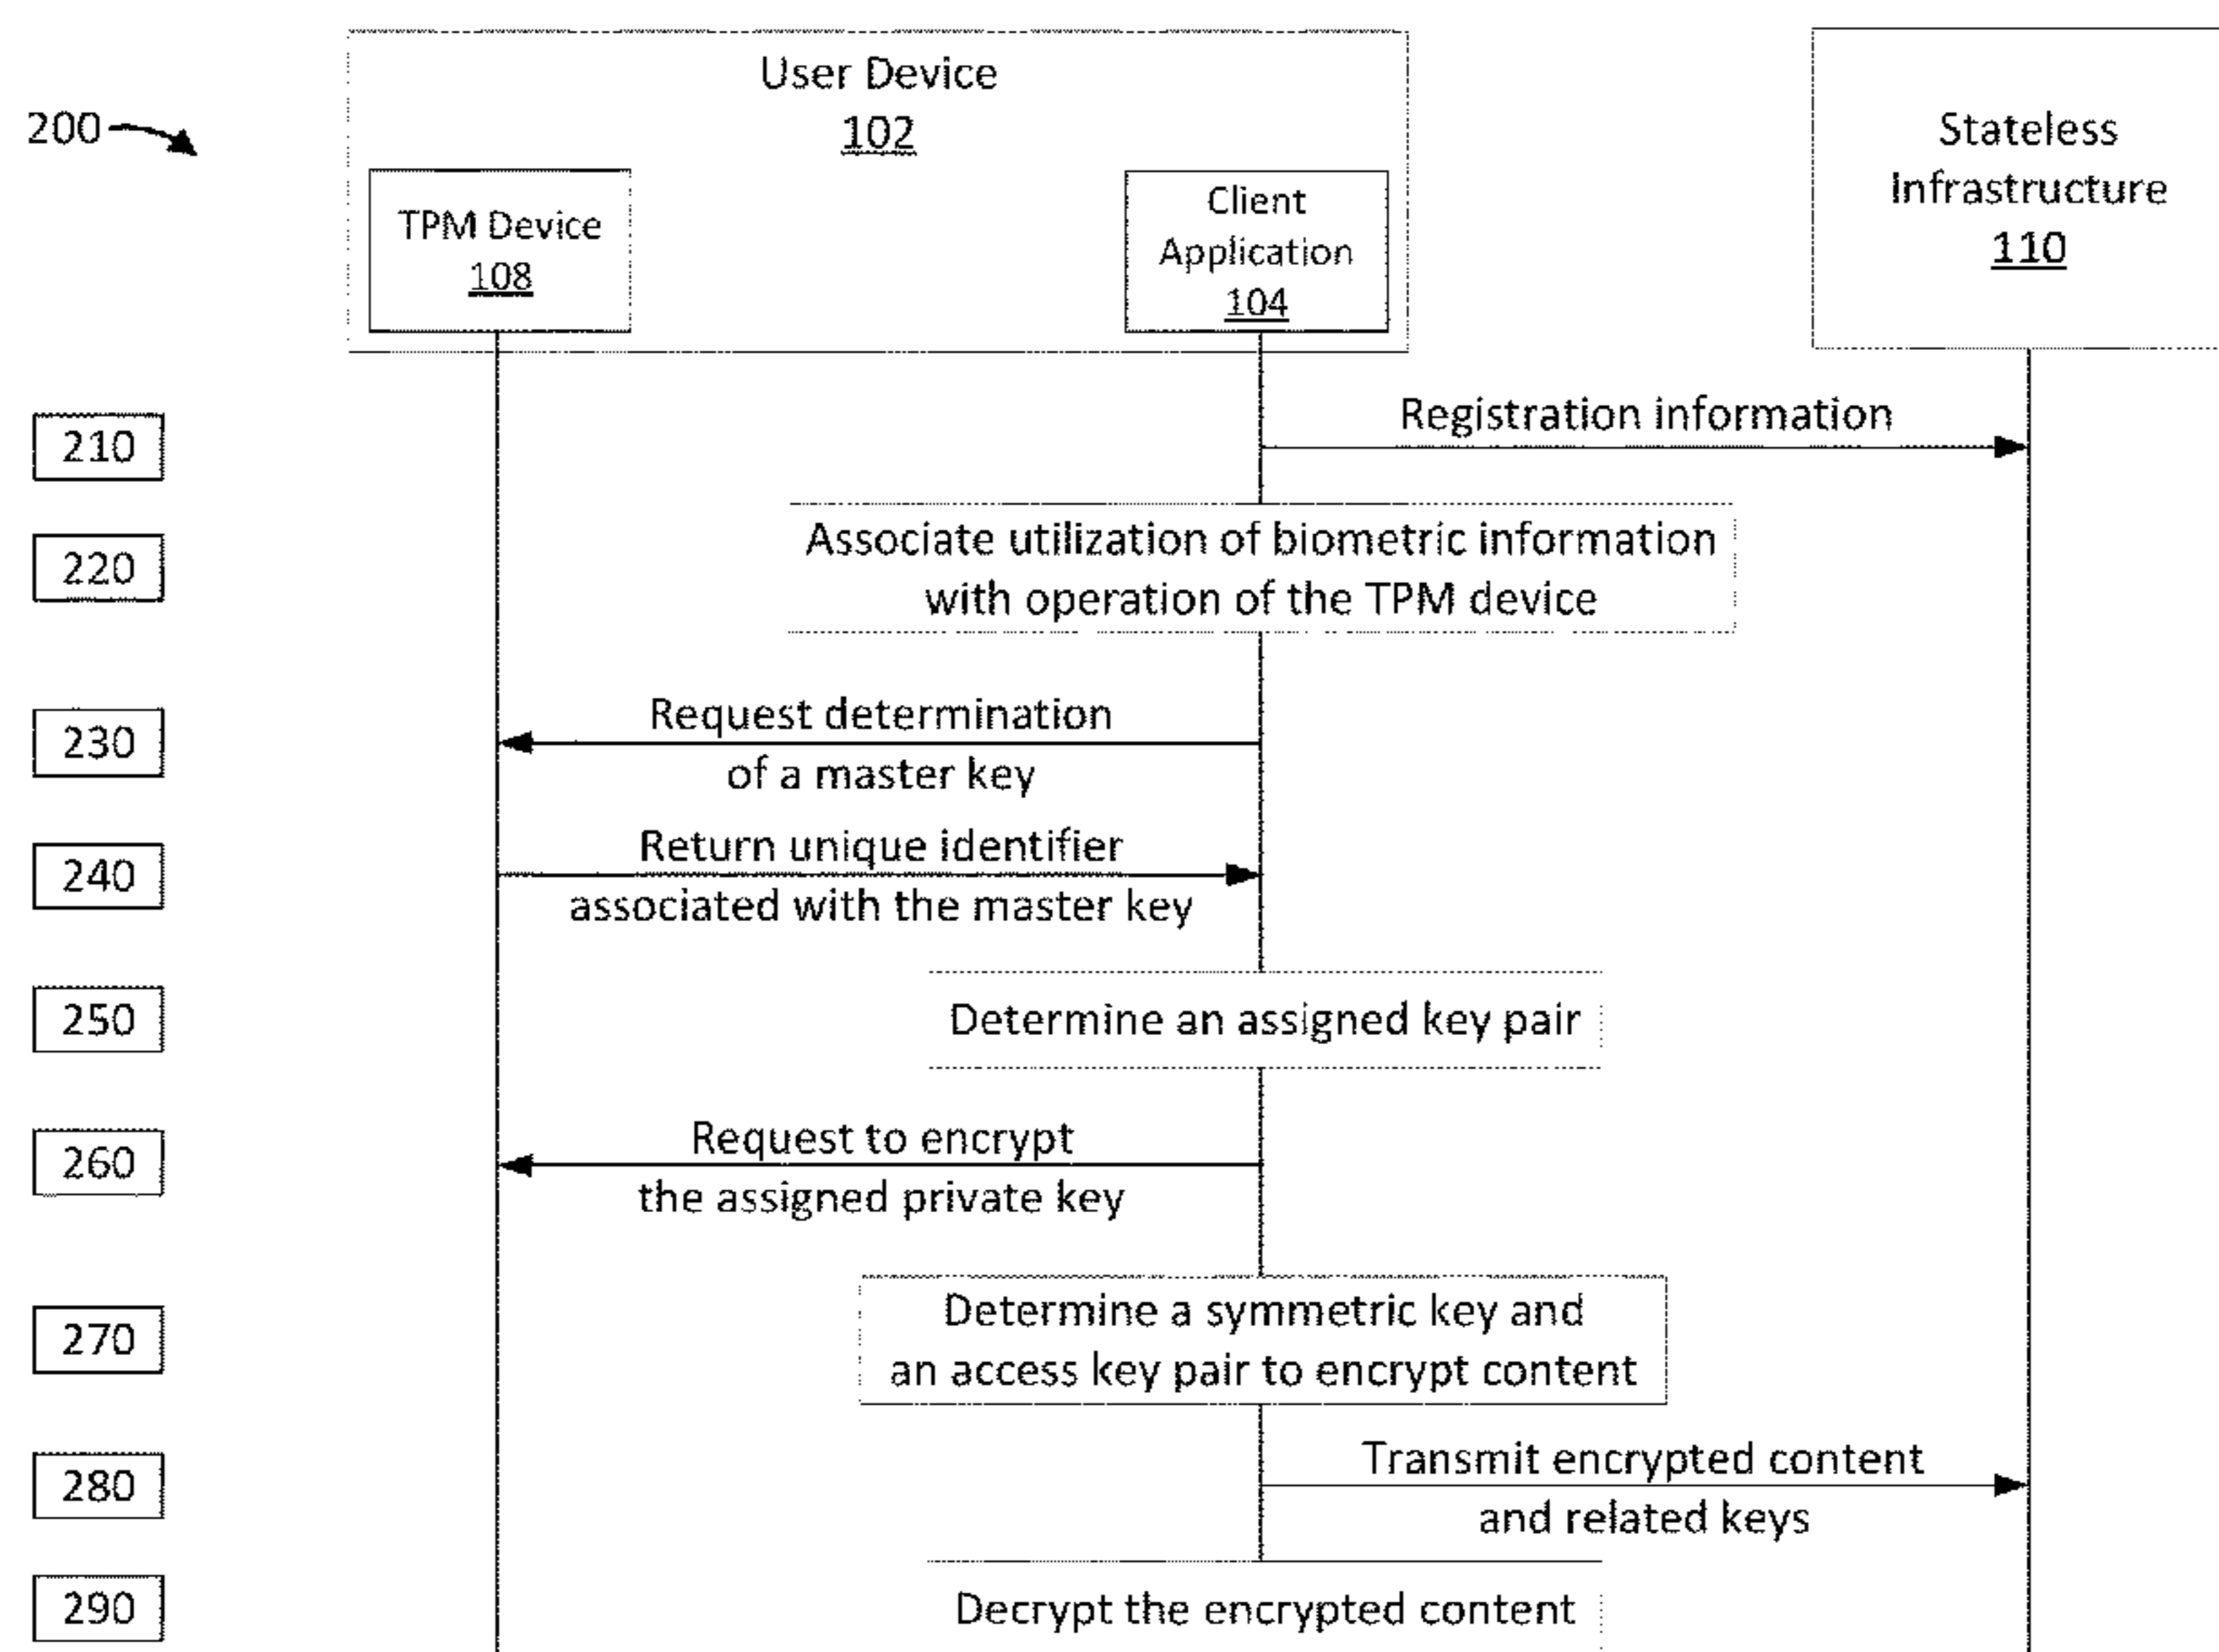 200
User Device
102
TPM Device
108
Client
Application
104
Stateless
Infrastructure
110
210
Registration information
220
Associate utilization of biometric information
with operation of the TPM device
230
Request determination
of a master key
240
Return unique identifier
associated with the master key
250
Determine an assigned key pair
260
Request to encrypt
the assigned private key
270
Determine a symmetric key and
an access key pair to encrypt content
280
Transmit encrypted content
and related keys
290
Decrypt the encrypted content